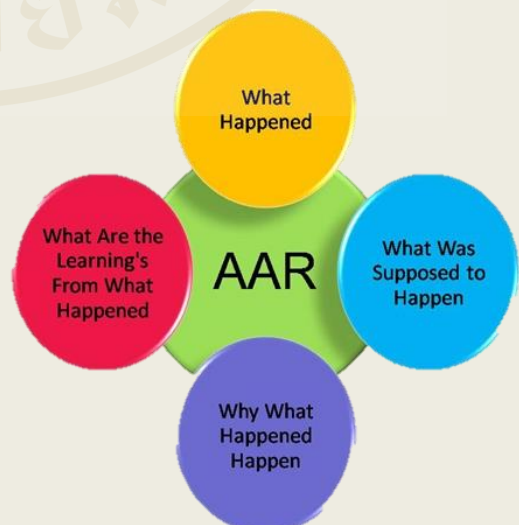 What
Happened
What Are the
Learning's
From What
Happened
AAR
What Was
Supposed to
Happen
Why What
Happened
Happen